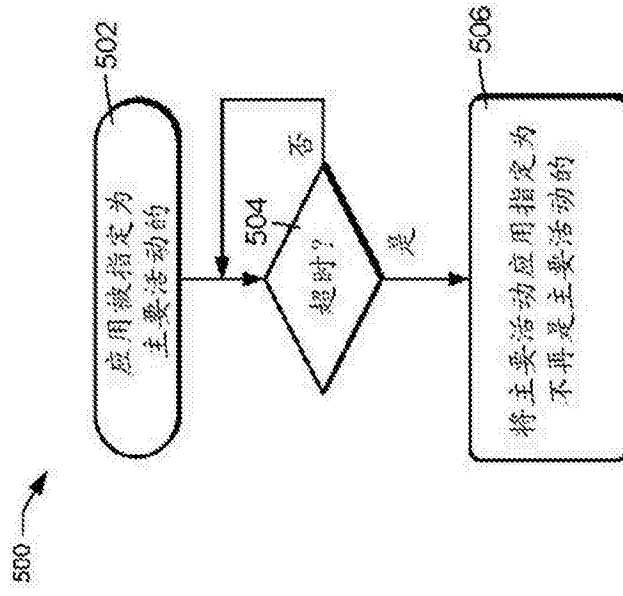 500
502
应用被指定为
主要活动的
504
超时?
否
是
506
将主要活动应用指定为
不再是主要活动的